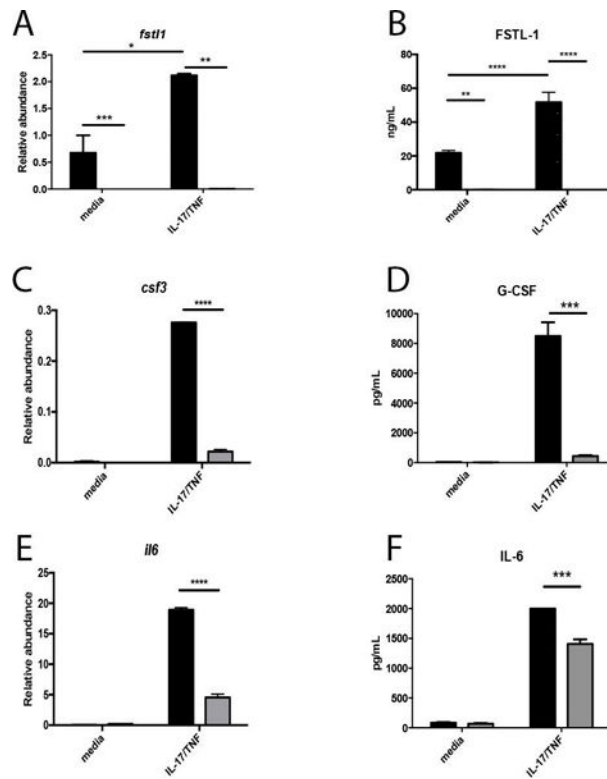 A
fstl1
Relative abundance
2.5
2.0
1.5
1.0
0.5
0.0
*
**
***
media
IL-17/TNF
B
FSTL-1
ng/mL
80
60
40
20
0
****
****
**
media
IL-17/TNF
C
csf3
Relative abundance
0.3
0.2
0.1
0.0
****
media
IL-17/TNF
D
G-CSF
pg/mL
10000
8000
6000
4000
2000
0
***
media
IL-17/TNF
E
il6
Relative abundance
25
20
15
10
5
0
****
media
IL-17/TNF
F
IL-6
pg/mL
2500
2000
1500
1000
500
0
***
media
IL-17/TNF